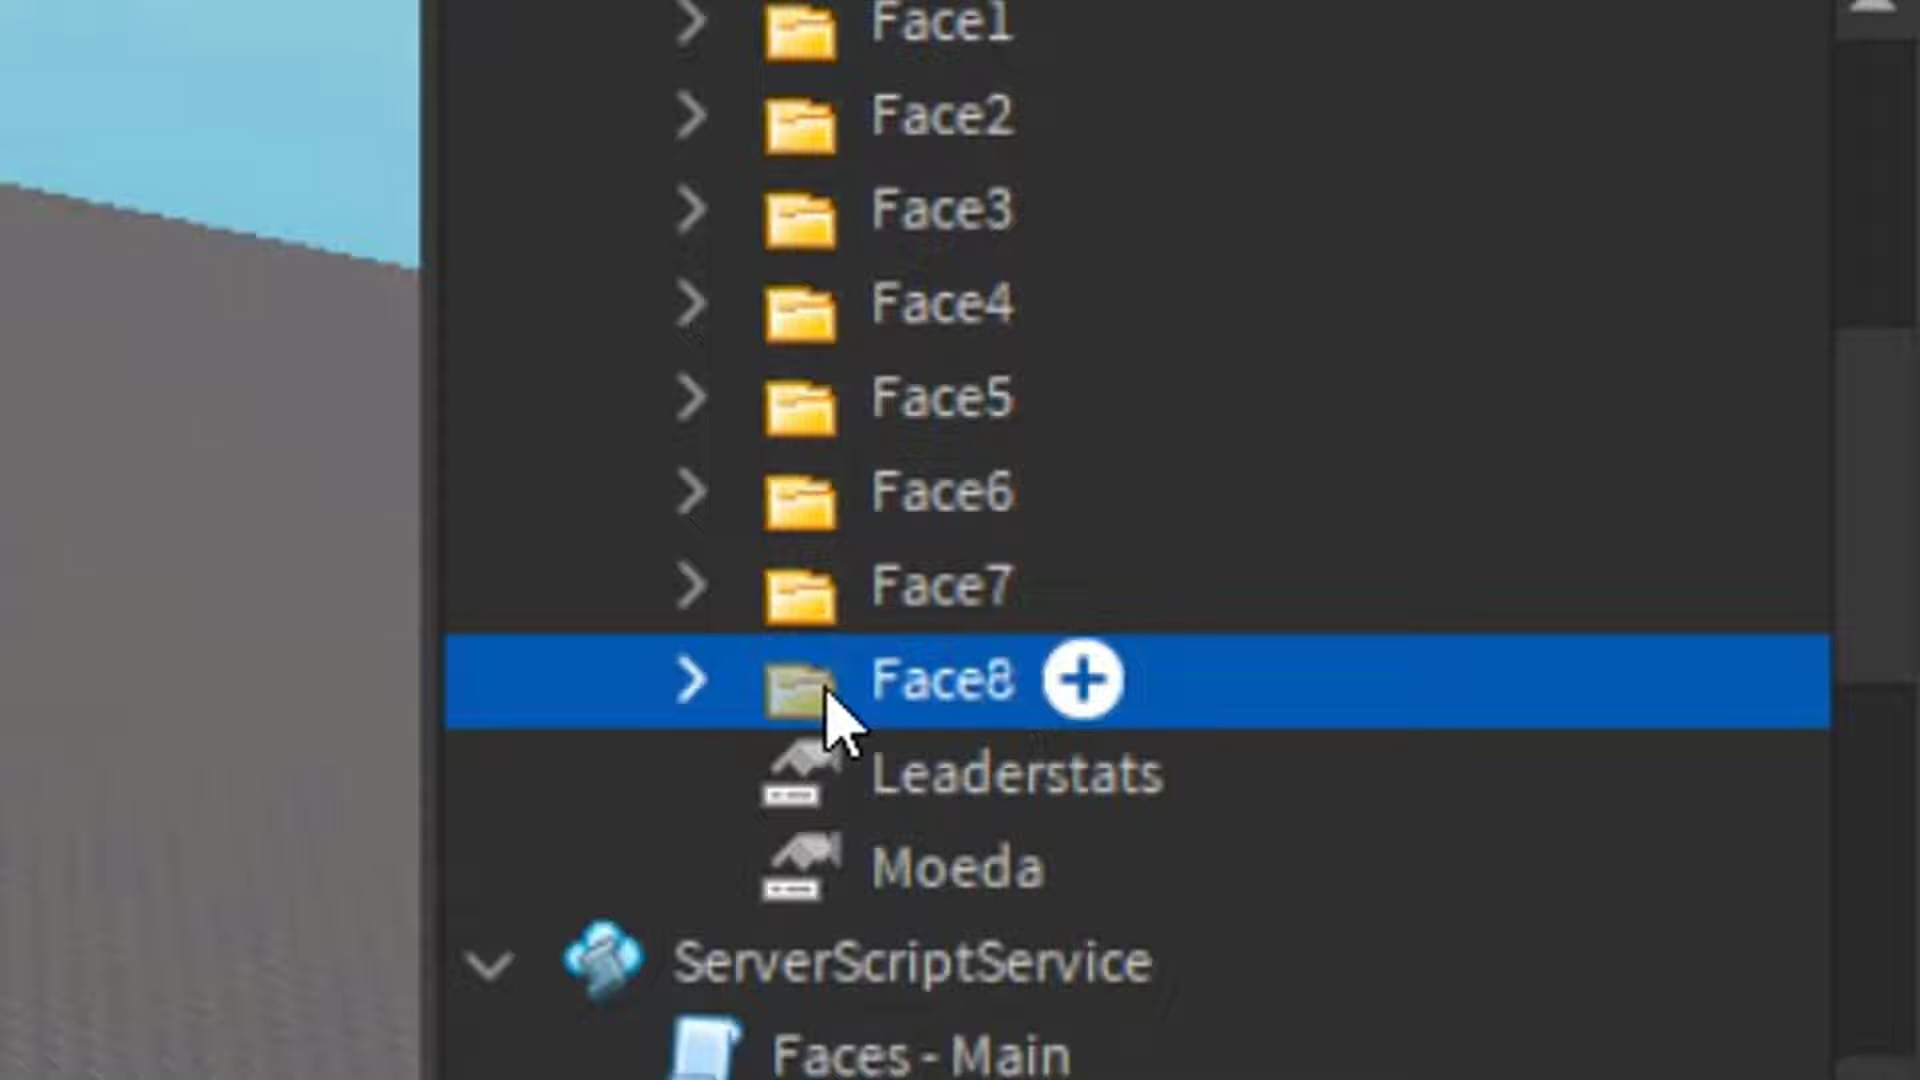 Face1
Face2
Face3
Face4
Face5
Face6
Face7
Face8
Leaderstats
Moeda
ServerScriptService
Faces - Main